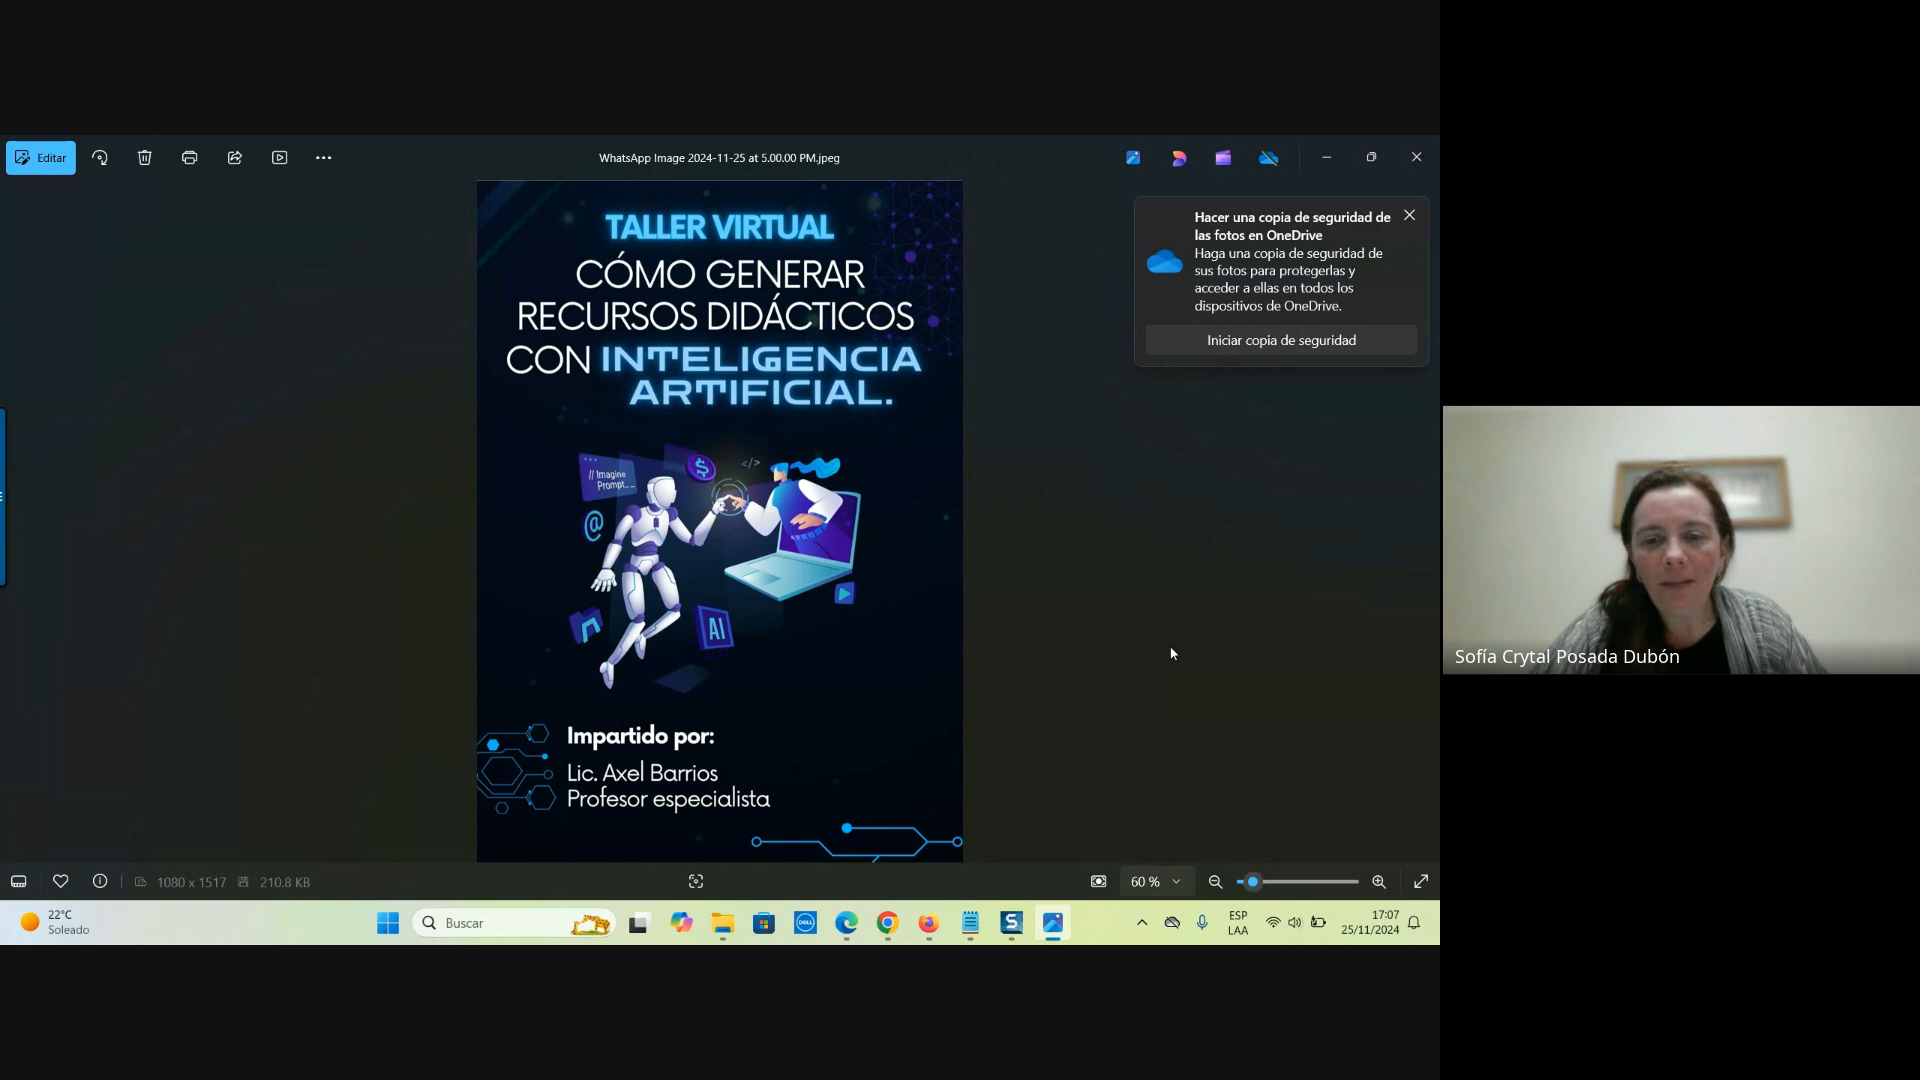 Editar
WhatsApp Image 2024-11-25 at 5.00.00 PM.jpeg
Hacer una copia de seguridad de
las fotos en OneDrive
Haga una copia de seguridad de
sus fotos para protegerlas y
acceder a ellas en todos los
dispositivos de OneDrive.
Iniciar copia de seguridad
TALLER VIRTUAL
CÓMO GENERAR
RECURSOS DIDÁCTICOS
CON INTELIGENCIA
ARTIFICIAL.
// Imagine
Prompt_ _
$
</>
@
AI
Impartido por:
Lic. Axel Barrios
Profesor especialista
Sofía Crytal Posada Dubón
1080 x 1517
210.8 KB
60 %
22°C
Soleado
Buscar
DELL
S
ESP
LAA
17:07
25/11/2024